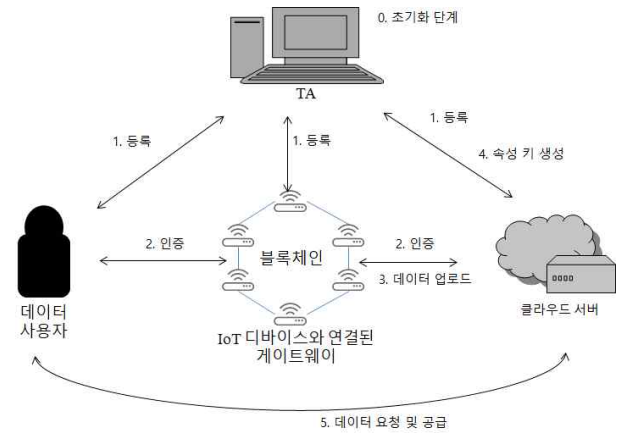 0. 초기화 단계
TA
1. 등록
1. 등록
1. 등록
4. 속성 키 생성
2. 인증
블록체인
2. 인증
3. 데이터 업로드
데이터
사용자
IoT 디바이스와 연결된
게이트웨이
클라우드 서버
5. 데이터 요청 및 공급